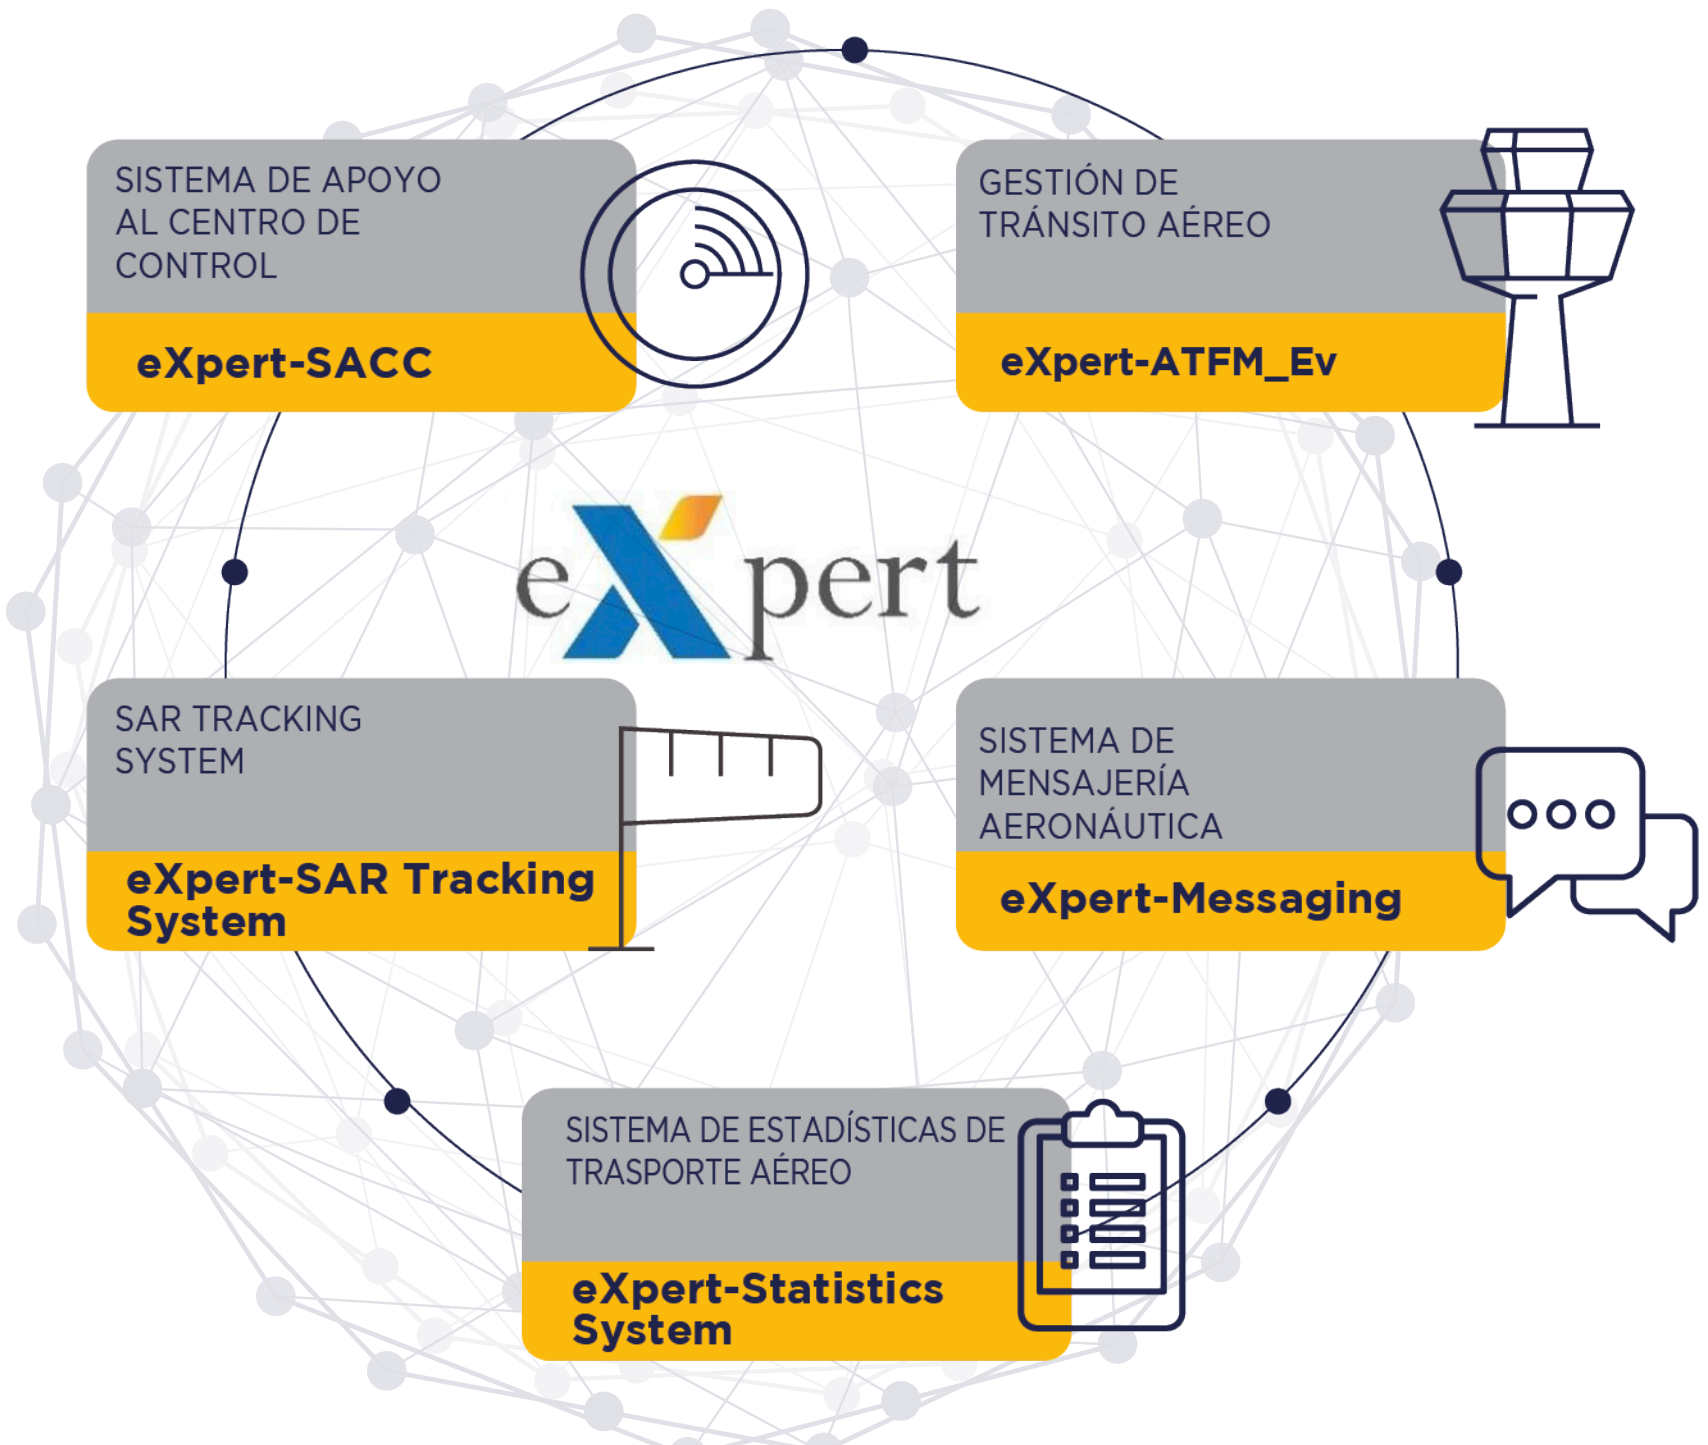 SISTEMA DE APOYO
AL CENTRO DE
CONTROL
eXpert-SACC
GESTIÓN DE
TRÁNSITO AÉREO
eXpert-ATFM_Ev
eXpert
SAR TRACKING
SYSTEM
eXpert-SAR Tracking
System
SISTEMA DE
MENSAJERÍA
AERONÁUTICA
eXpert-Messaging
SISTEMA DE ESTADÍSTICAS DE
TRASPORTE AÉREO
eXpert-Statistics
System